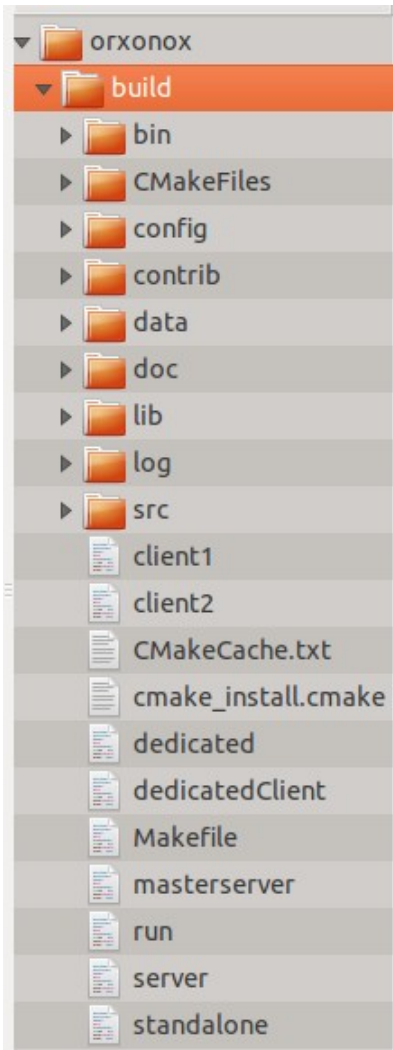 orxonox
build
bin
CMakeFiles
config
contrib
data
doc
lib
log
src
client1
client2
CMakeCache.txt
cmake_install.cmake
dedicated
dedicatedClient
Makefile
masterserver
run
server
standalone